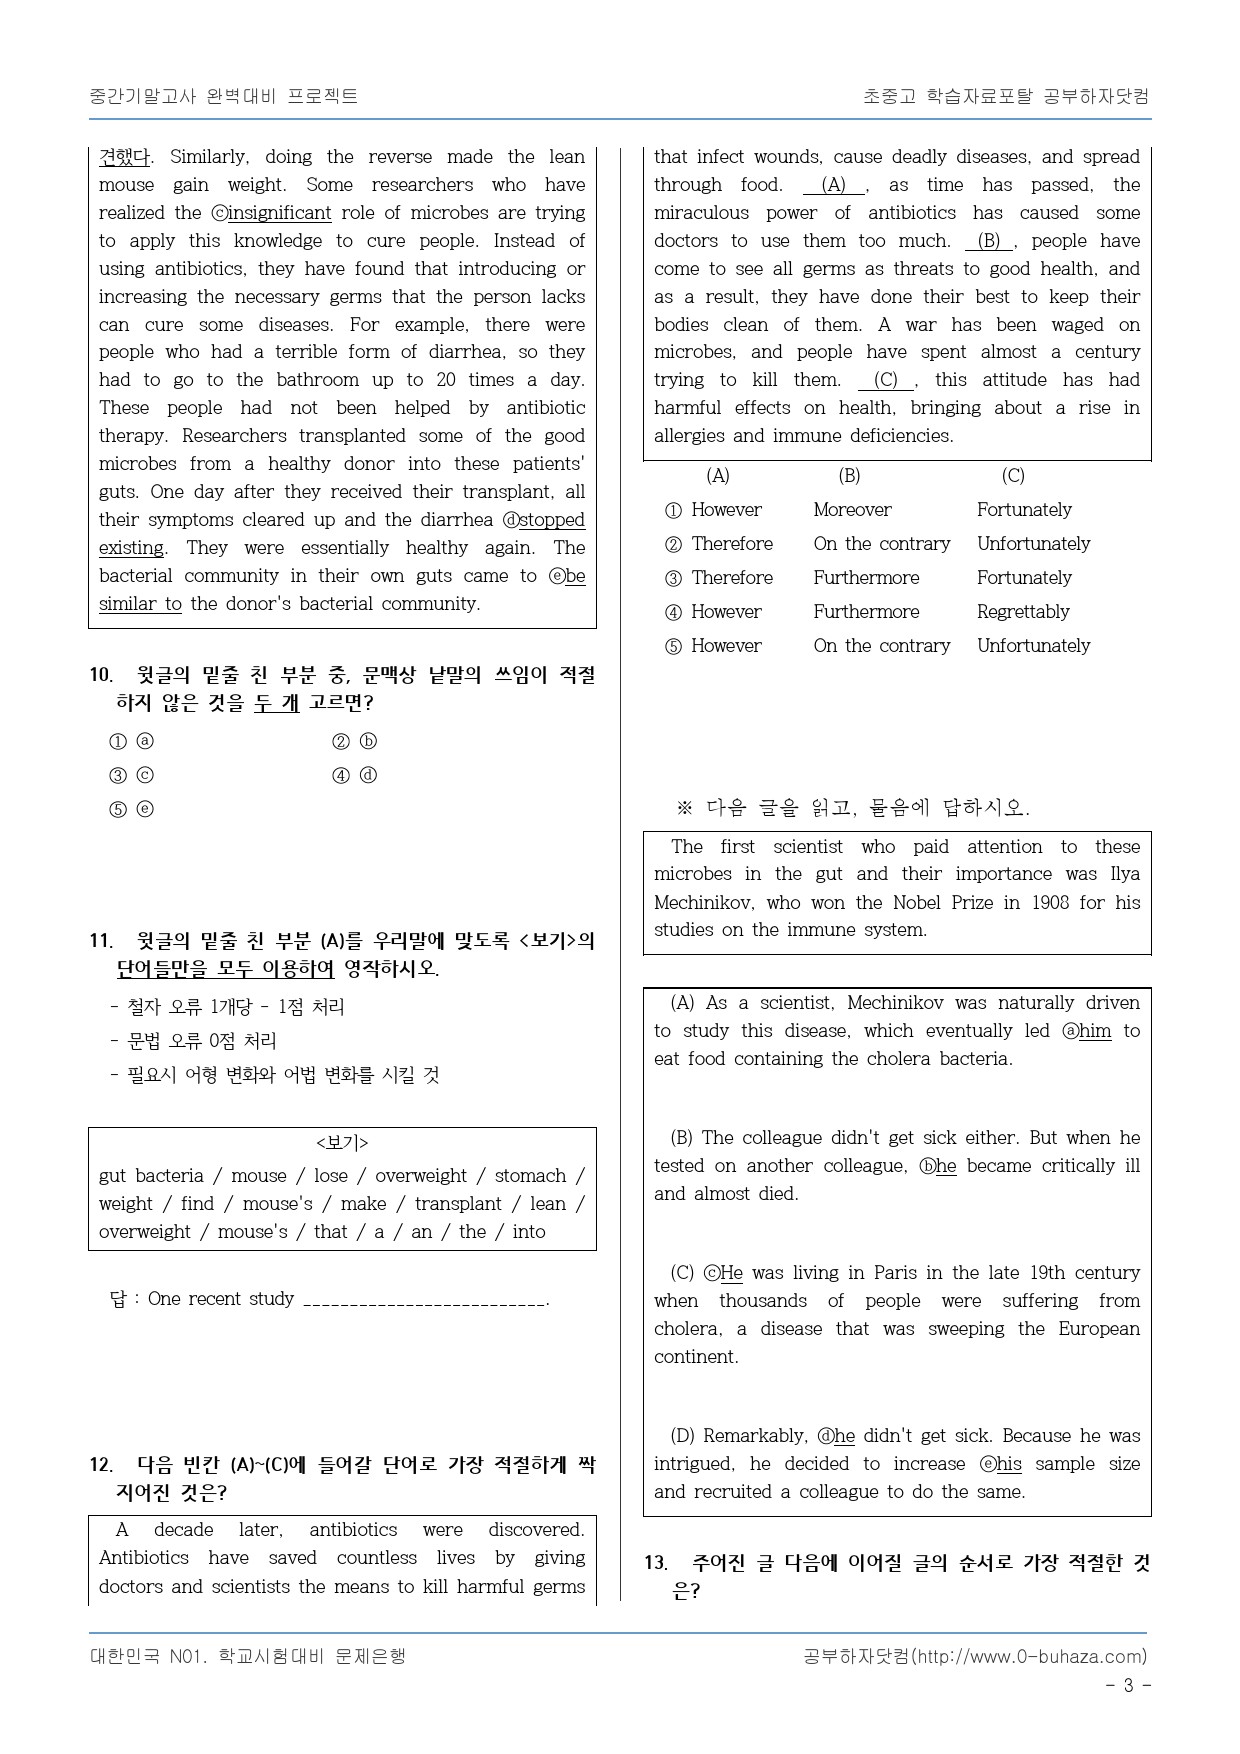 중간기말고사 완벽대비 프로젝트
초중고 학습자료포탈 공부하자닷컴
견했다. Similarly, doing the reverse made the lean
mouse gain weight. Some researchers who have
realized the ⓒinsignificant role of microbes are trying
to apply this knowledge to cure people. Instead of
using antibiotics, they have found that introducing or
increasing the necessary germs that the person lacks
can cure some diseases. For example, there were
people who had a terrible form of diarrhea, so they
had to go to the bathroom up to 20 times a day.
These people had not been helped by antibiotic
therapy. Researchers transplanted some of the good
microbes from a healthy donor into these patients'
guts. One day after they received their transplant, all
their symptoms cleared up and the diarrhea ⓓstopped
existing. They were essentially healthy again. The
bacterial community in their own guts came to ⓔbe
similar to the donor's bacterial community.
10. 윗글의 밑줄 친 부분 중, 문맥상 낱말의 쓰임이 적절
하지 않은 것을 두 개 고르면?
① ⓐ ② ⓑ
③ ⓒ ④ ⓓ
⑤ ⓔ
11. 윗글의 밑줄 친 부분 (A)를 우리말에 맞도록 <보기>의
단어들만을 모두 이용하여 영작하시오.
- 철자 오류 1개당 - 1점 처리
- 문법 오류 0점 처리
- 필요시 어형 변화와 어법 변화를 시킬 것
<보기>
gut bacteria / mouse / lose / overweight / stomach /
weight / find / mouse's / make / transplant / lean /
overweight / mouse's / that / a / an / the / into
답 : One recent study __________________________.
12. 다음 빈칸 (A)~(C)에 들어갈 단어로 가장 적절하게 짝
지어진 것은?
A decade later, antibiotics were discovered.
Antibiotics have saved countless lives by giving
doctors and scientists the means to kill harmful germs
that infect wounds, cause deadly diseases, and spread
through food. (A) , as time has passed, the
miraculous power of antibiotics has caused some
doctors to use them too much. (B) , people have
come to see all germs as threats to good health, and
as a result, they have done their best to keep their
bodies clean of them. A war has been waged on
microbes, and people have spent almost a century
trying to kill them. (C) , this attitude has had
harmful effects on health, bringing about a rise in
allergies and immune deficiencies.
(A) (B) (C)
① However Moreover Fortunately
② Therefore On the contrary Unfortunately
③ Therefore Furthermore Fortunately
④ However Furthermore Regrettably
⑤ However On the contrary Unfortunately
※ 다음 글을 읽고, 물음에 답하시오.
The first scientist who paid attention to these
microbes in the gut and their importance was Ilya
Mechinikov, who won the Nobel Prize in 1908 for his
studies on the immune system.
(A) As a scientist, Mechinikov was naturally driven
to study this disease, which eventually led ⓐhim to
eat food containing the cholera bacteria.
(B) The colleague didn't get sick either. But when he
tested on another colleague, ⓑhe became critically ill
and almost died.
(C) ⓒHe was living in Paris in the late 19th century
when thousands of people were suffering from
cholera, a disease that was sweeping the European
continent.
(D) Remarkably, ⓓhe didn't get sick. Because he was
intrigued, he decided to increase ⓔhis sample size
and recruited a colleague to do the same.
13. 주어진 글 다음에 이어질 글의 순서로 가장 적절한 것
은?
대한민국 N01. 학교시험대비 문제은행
공부하자닷컴(http://www.0-buhaza.com)
- 3 -